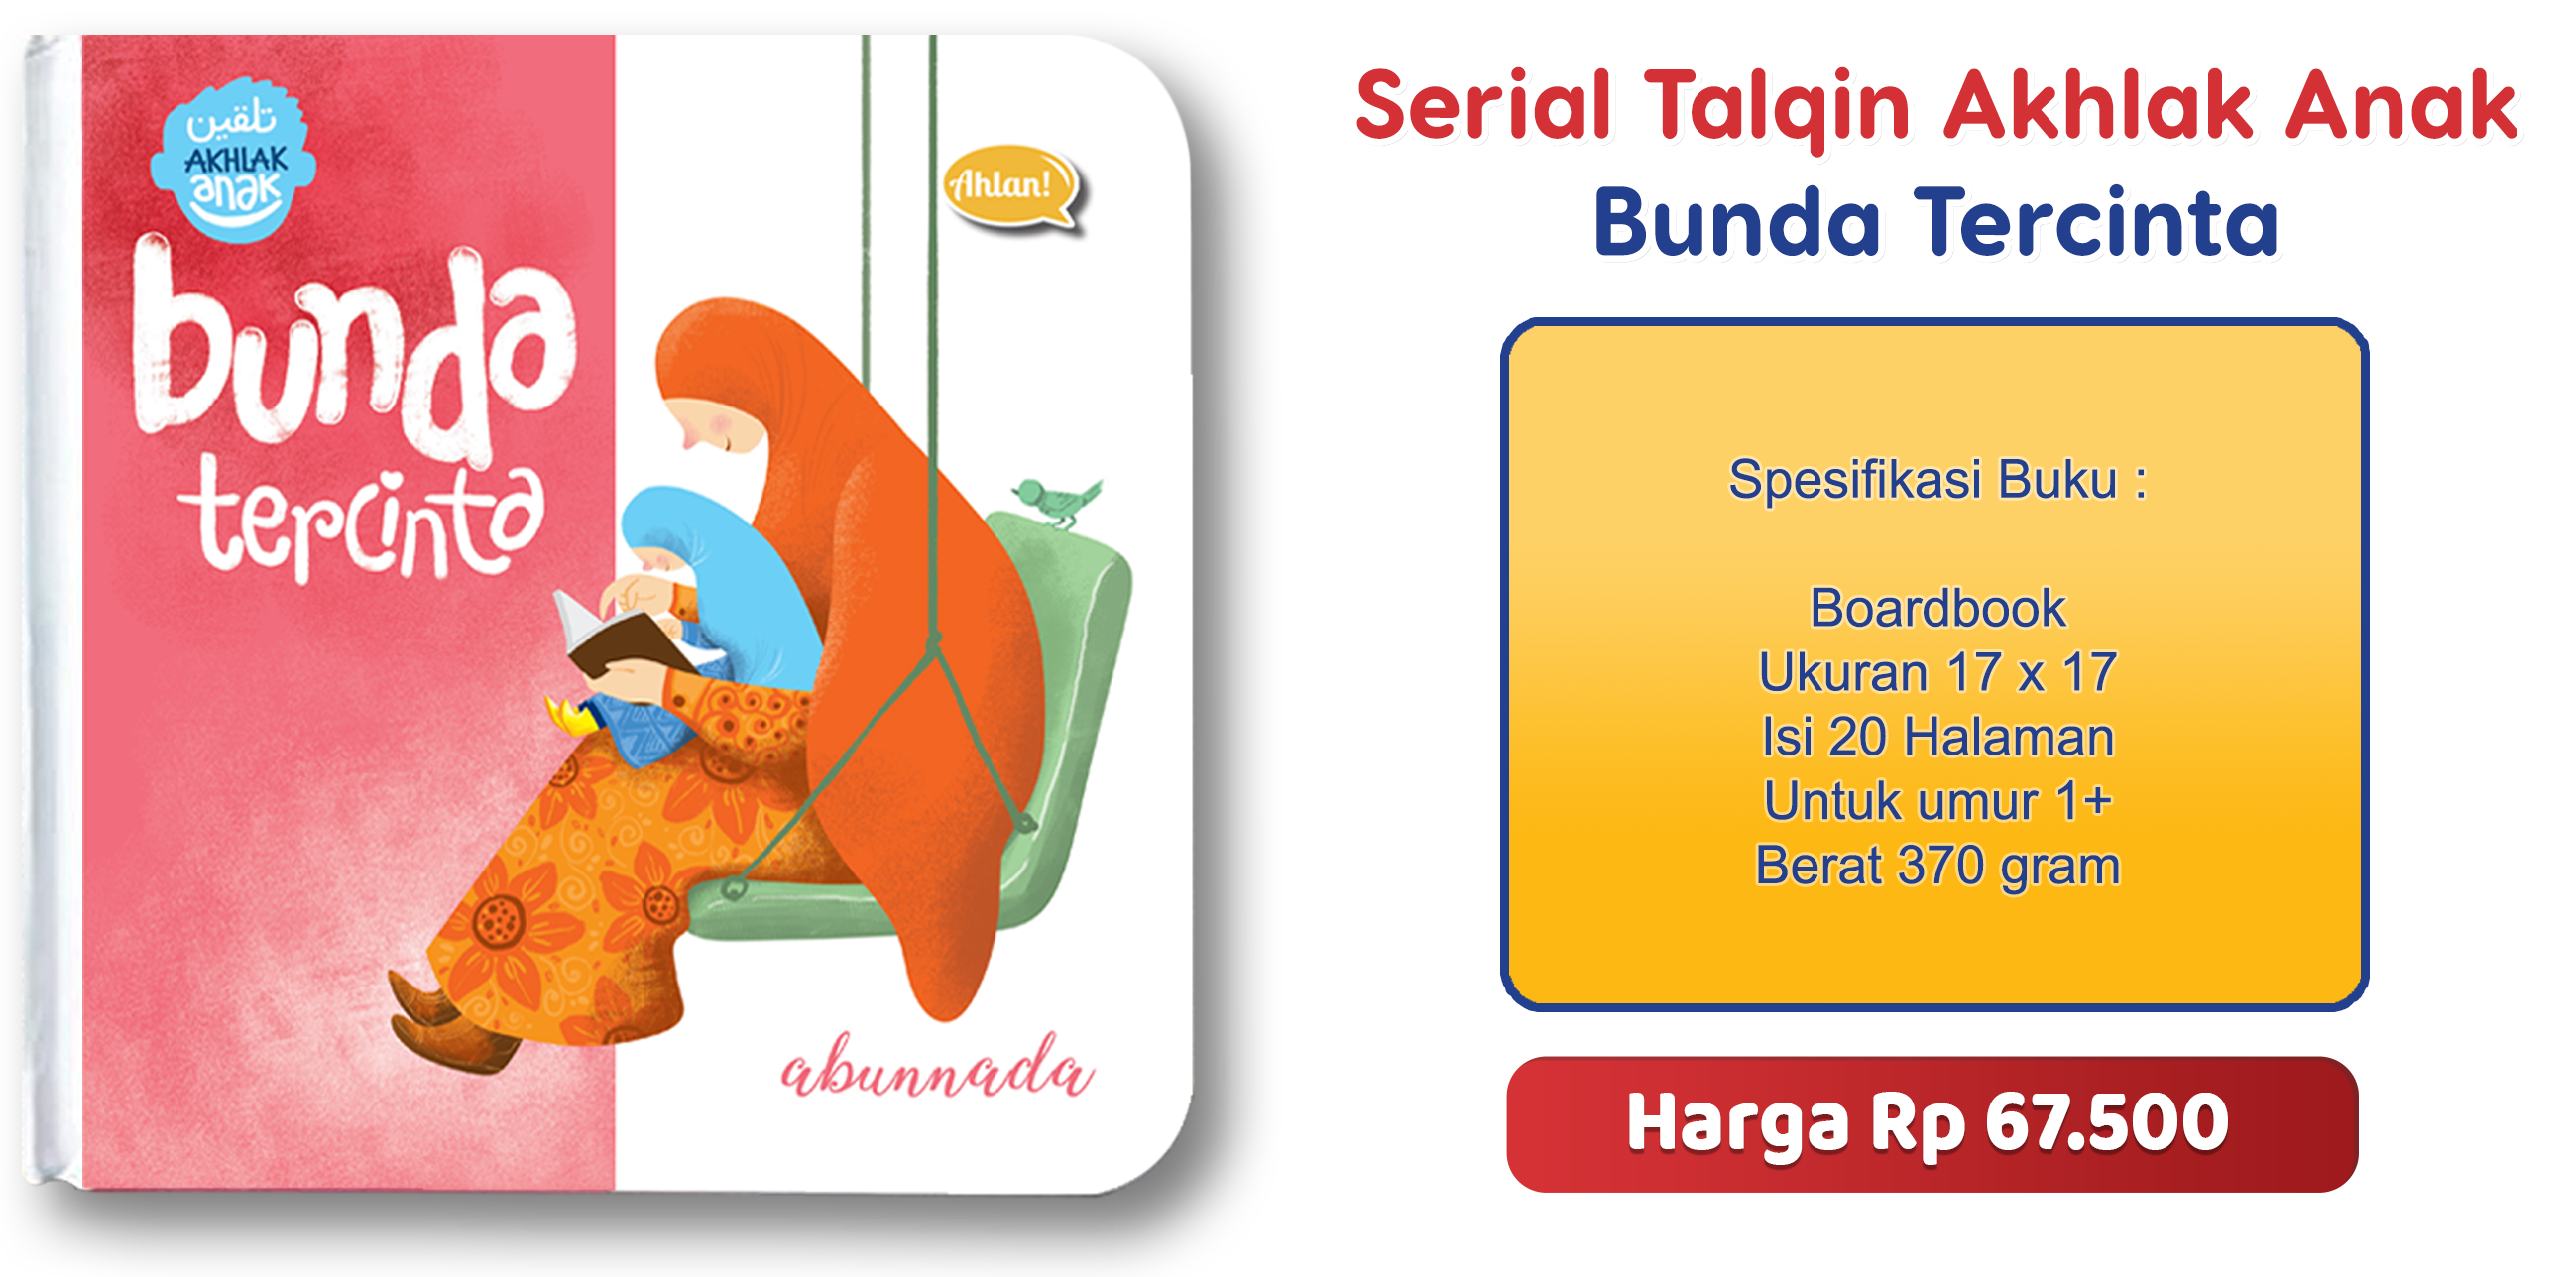 تلقين
AKHLAK
anak
bunda
tercinta
Ahlan!
abunnada
Serial Talqin Akhlak Anak
Bunda Tercinta
Spesifikasi Buku :
Boardbook
Ukuran 17 x 17
Isi 20 Halaman
Untuk umur 1+
Berat 370 gram
Harga Rp 67.500